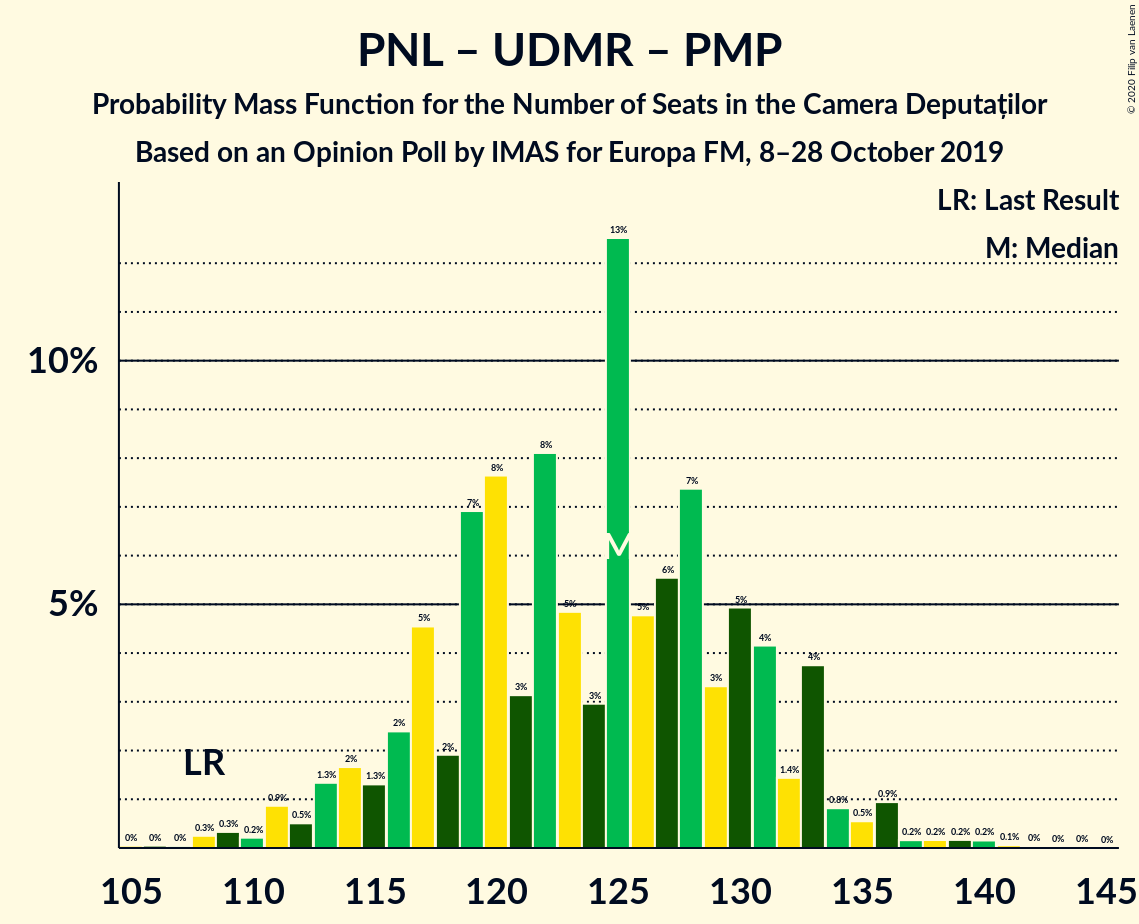 PNL – UDMR – PMP
Probability Mass Function for the Number of Seats in the Camera Deputaților
Based on an Opinion Poll by IMAS for Europa FM, 8–28 October 2019
© 2020 Filip van Laenen
LR: Last Result
M: Median
10%
5%
0% 0% 0% 0.3% 0.3% 0.2% 0.9% 0.5% 1.3% 2% 1.3% 2% 5% 2% 7% 8% 3% 8% 5% 3% 13% 5% 6% 7% 3% 5% 4% 1.4% 4% 0.8% 0.5% 0.9% 0.2% 0.2% 0.2% 0.2% 0.1% 0% 0% 0% 0%
LR
M
105 110 115 120 125 130 135 140 145